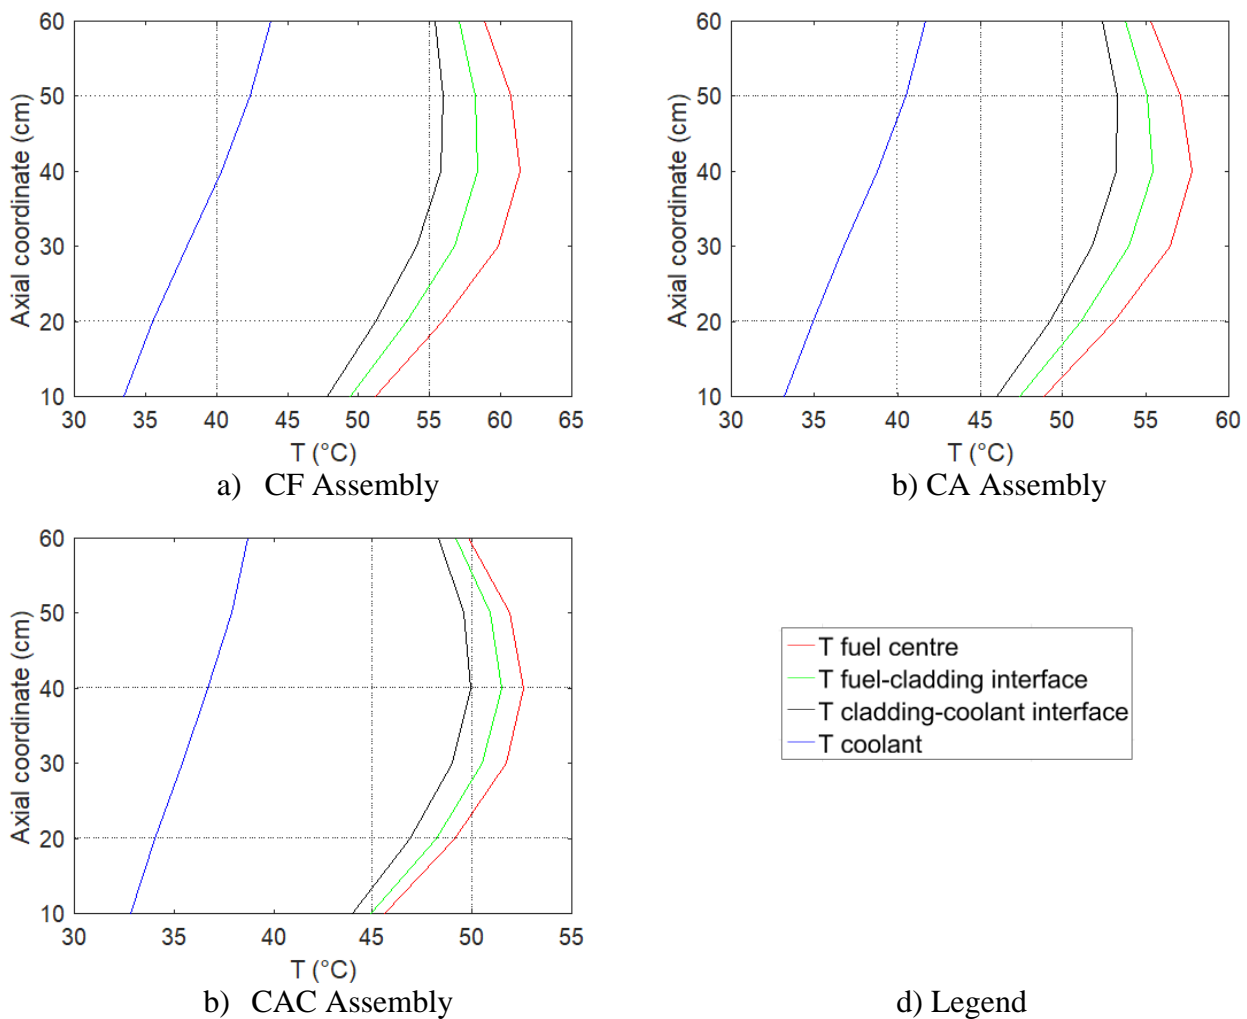 60
50
40
30
20
10
Axial coordinate (cm)
30 35 40 45 50 55 60 65
T (°C)
a) CF Assembly
60
50
40
30
20
10
Axial coordinate (cm)
30 35 40 45 50 55 60
T (°C)
b) CA Assembly
60
50
40
30
20
10
Axial coordinate (cm)
30 35 40 45 50 55
T (°C)
b) CAC Assembly
T fuel centre
T fuel-cladding interface
T cladding-coolant interface
T coolant
d) Legend